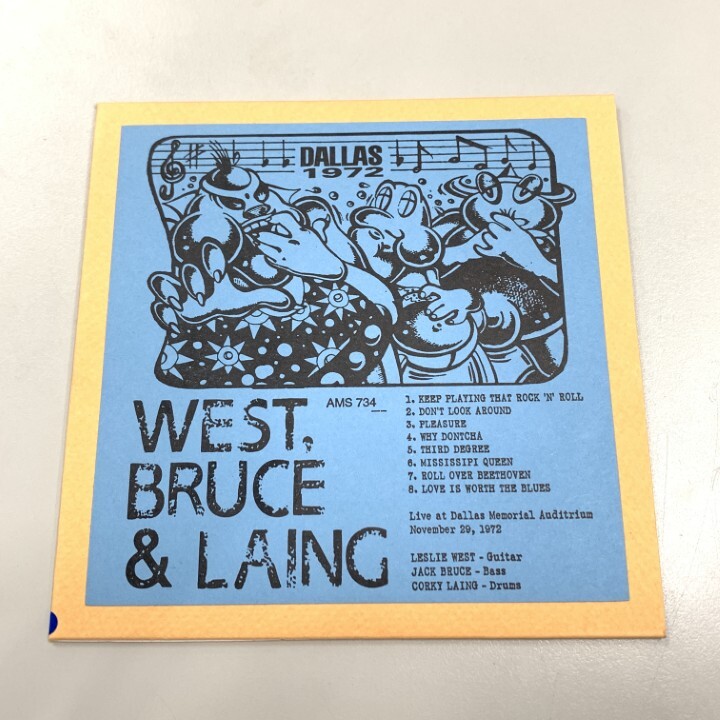 DALLAS
1972
WEST,
BRUCE
& LAING
AMS 734
1. KEEP PLAYING THAT ROCK 'N' ROLL
2. DON'T LOOK AROUND
3. PLEASURE
4. WHY DONTCHA
5. THIRD DEGREE
6. MISSISSIPI QUEEN
7. ROLL OVER BEETHOVEN
8. LOVE IS WORTH THE BLUES
Live at Dallas Memorial Auditrium
November 29, 1972
LESLIE WEST - Guitar
JACK BRUCE - Bass
CORKY LAING - Drums